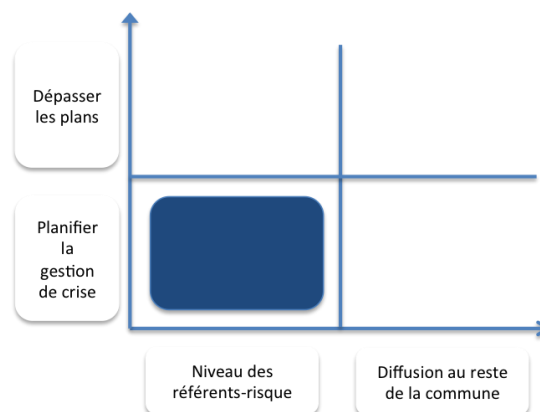 Dépasser
les plans
Planifier
la
gestion
de crise
Niveau des
référents-risque
Diffusion au reste
de la commune